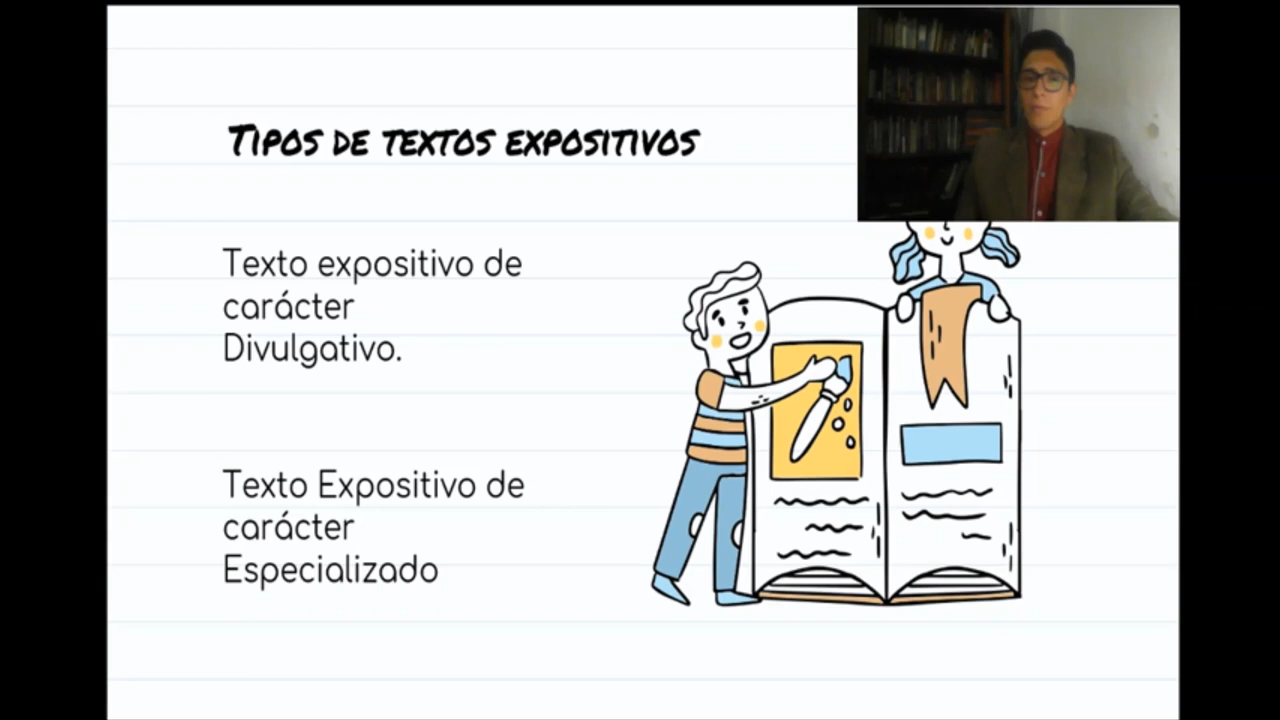 Tipos de textos expositivos
Texto expositivo de
carácter
Divulgativo.
Texto Expositivo de
carácter
Especializado